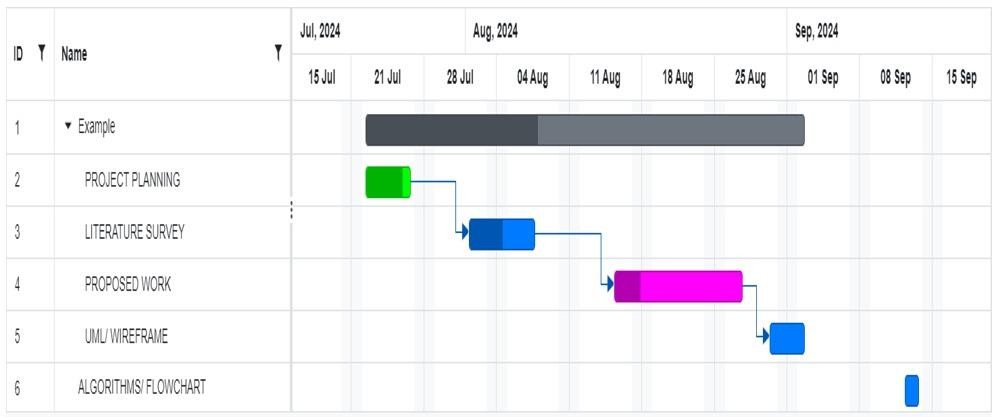 Jul, 2024 Aug, 2024 Sep, 2024
ID Name
15 Jul 21 Jul 28 Jul 04 Aug 11 Aug 18 Aug 25 Aug 01 Sep 08 Sep 15 Sep
1 Example
2 PROJECT PLANNING
3 LITERATURE SURVEY
4 PROPOSED WORK
5 UML/ WIREFRAME
6 ALGORITHMS/ FLOWCHART